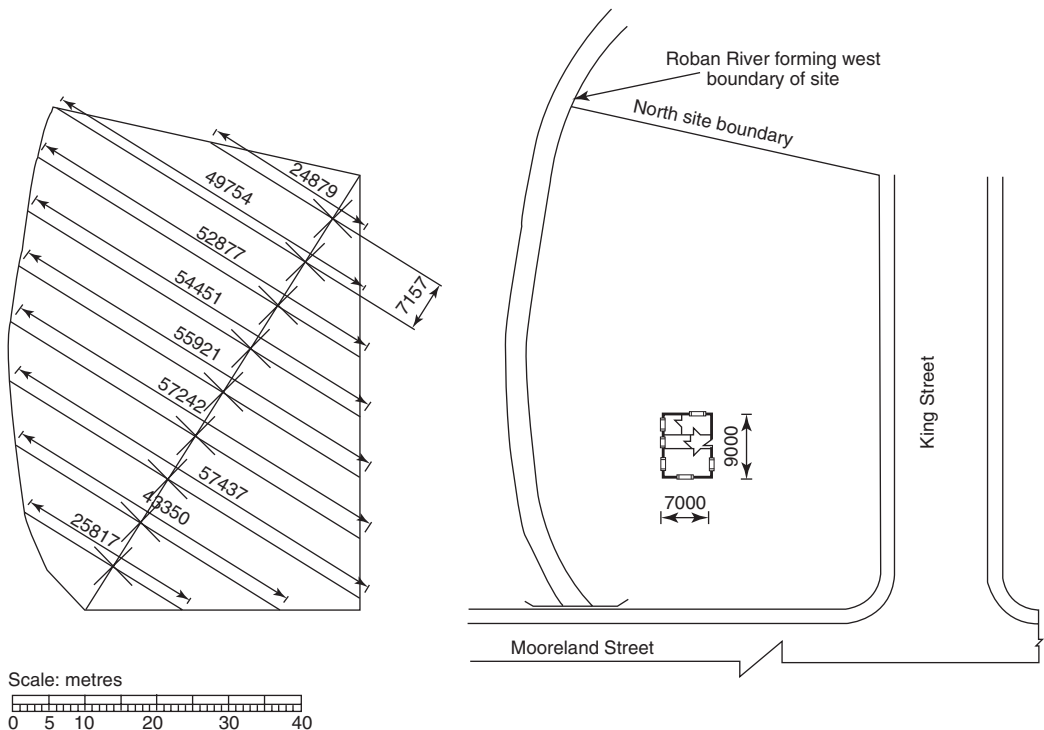 24879
49754
52877
54451
55921
57242
57437
43350
25817
7157
Scale: metres
0 5 10 20 30 40
Roban River forming west
boundary of site
North site boundary
King Street
9000
7000
Mooreland Street